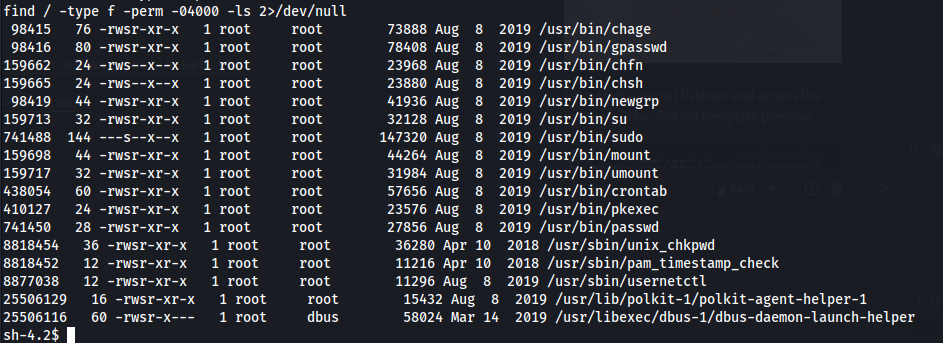 find / -type f -perm -04000 -ls 2>/dev/null
98415 76 -rwsr-xr-x 1 root root 73888 Aug 8 2019 /usr/bin/chage
98416 80 -rwsr-xr-x 1 root root 78408 Aug 8 2019 /usr/bin/gpasswd
159662 24 -rws--x--x 1 root root 23968 Aug 8 2019 /usr/bin/chfn
159665 24 -rws--x--x 1 root root 23880 Aug 8 2019 /usr/bin/chsh
98419 44 -rwsr-xr-x 1 root root 41936 Aug 8 2019 /usr/bin/newgrp
159713 32 -rwsr-xr-x 1 root root 32128 Aug 8 2019 /usr/bin/su
741488 144 ---s--x--x 1 root root 147320 Aug 8 2019 /usr/bin/sudo
159698 44 -rwsr-xr-x 1 root root 44264 Aug 8 2019 /usr/bin/mount
159717 32 -rwsr-xr-x 1 root root 31984 Aug 8 2019 /usr/bin/umount
438054 60 -rwsr-xr-x 1 root root 57656 Aug 8 2019 /usr/bin/crontab
410127 24 -rwsr-xr-x 1 root root 23576 Aug 8 2019 /usr/bin/pkexec
741450 28 -rwsr-xr-x 1 root root 27856 Aug 8 2019 /usr/bin/passwd
8818454 36 -rwsr-xr-x 1 root root 36280 Apr 10 2018 /usr/sbin/unix_chkpwd
8818452 12 -rwsr-xr-x 1 root root 11216 Apr 10 2018 /usr/sbin/pam_timestamp_check
8877038 12 -rwsr-xr-x 1 root root 11296 Aug 8 2019 /usr/sbin/usernetctl
25506129 16 -rwsr-xr-x 1 root root 15432 Aug 8 2019 /usr/lib/polkit-1/polkit-agent-helper-1
25506116 60 -rwsr-x--- 1 root dbus 58024 Mar 14 2019 /usr/libexec/dbus-1/dbus-daemon-launch-helper
sh-4.2$